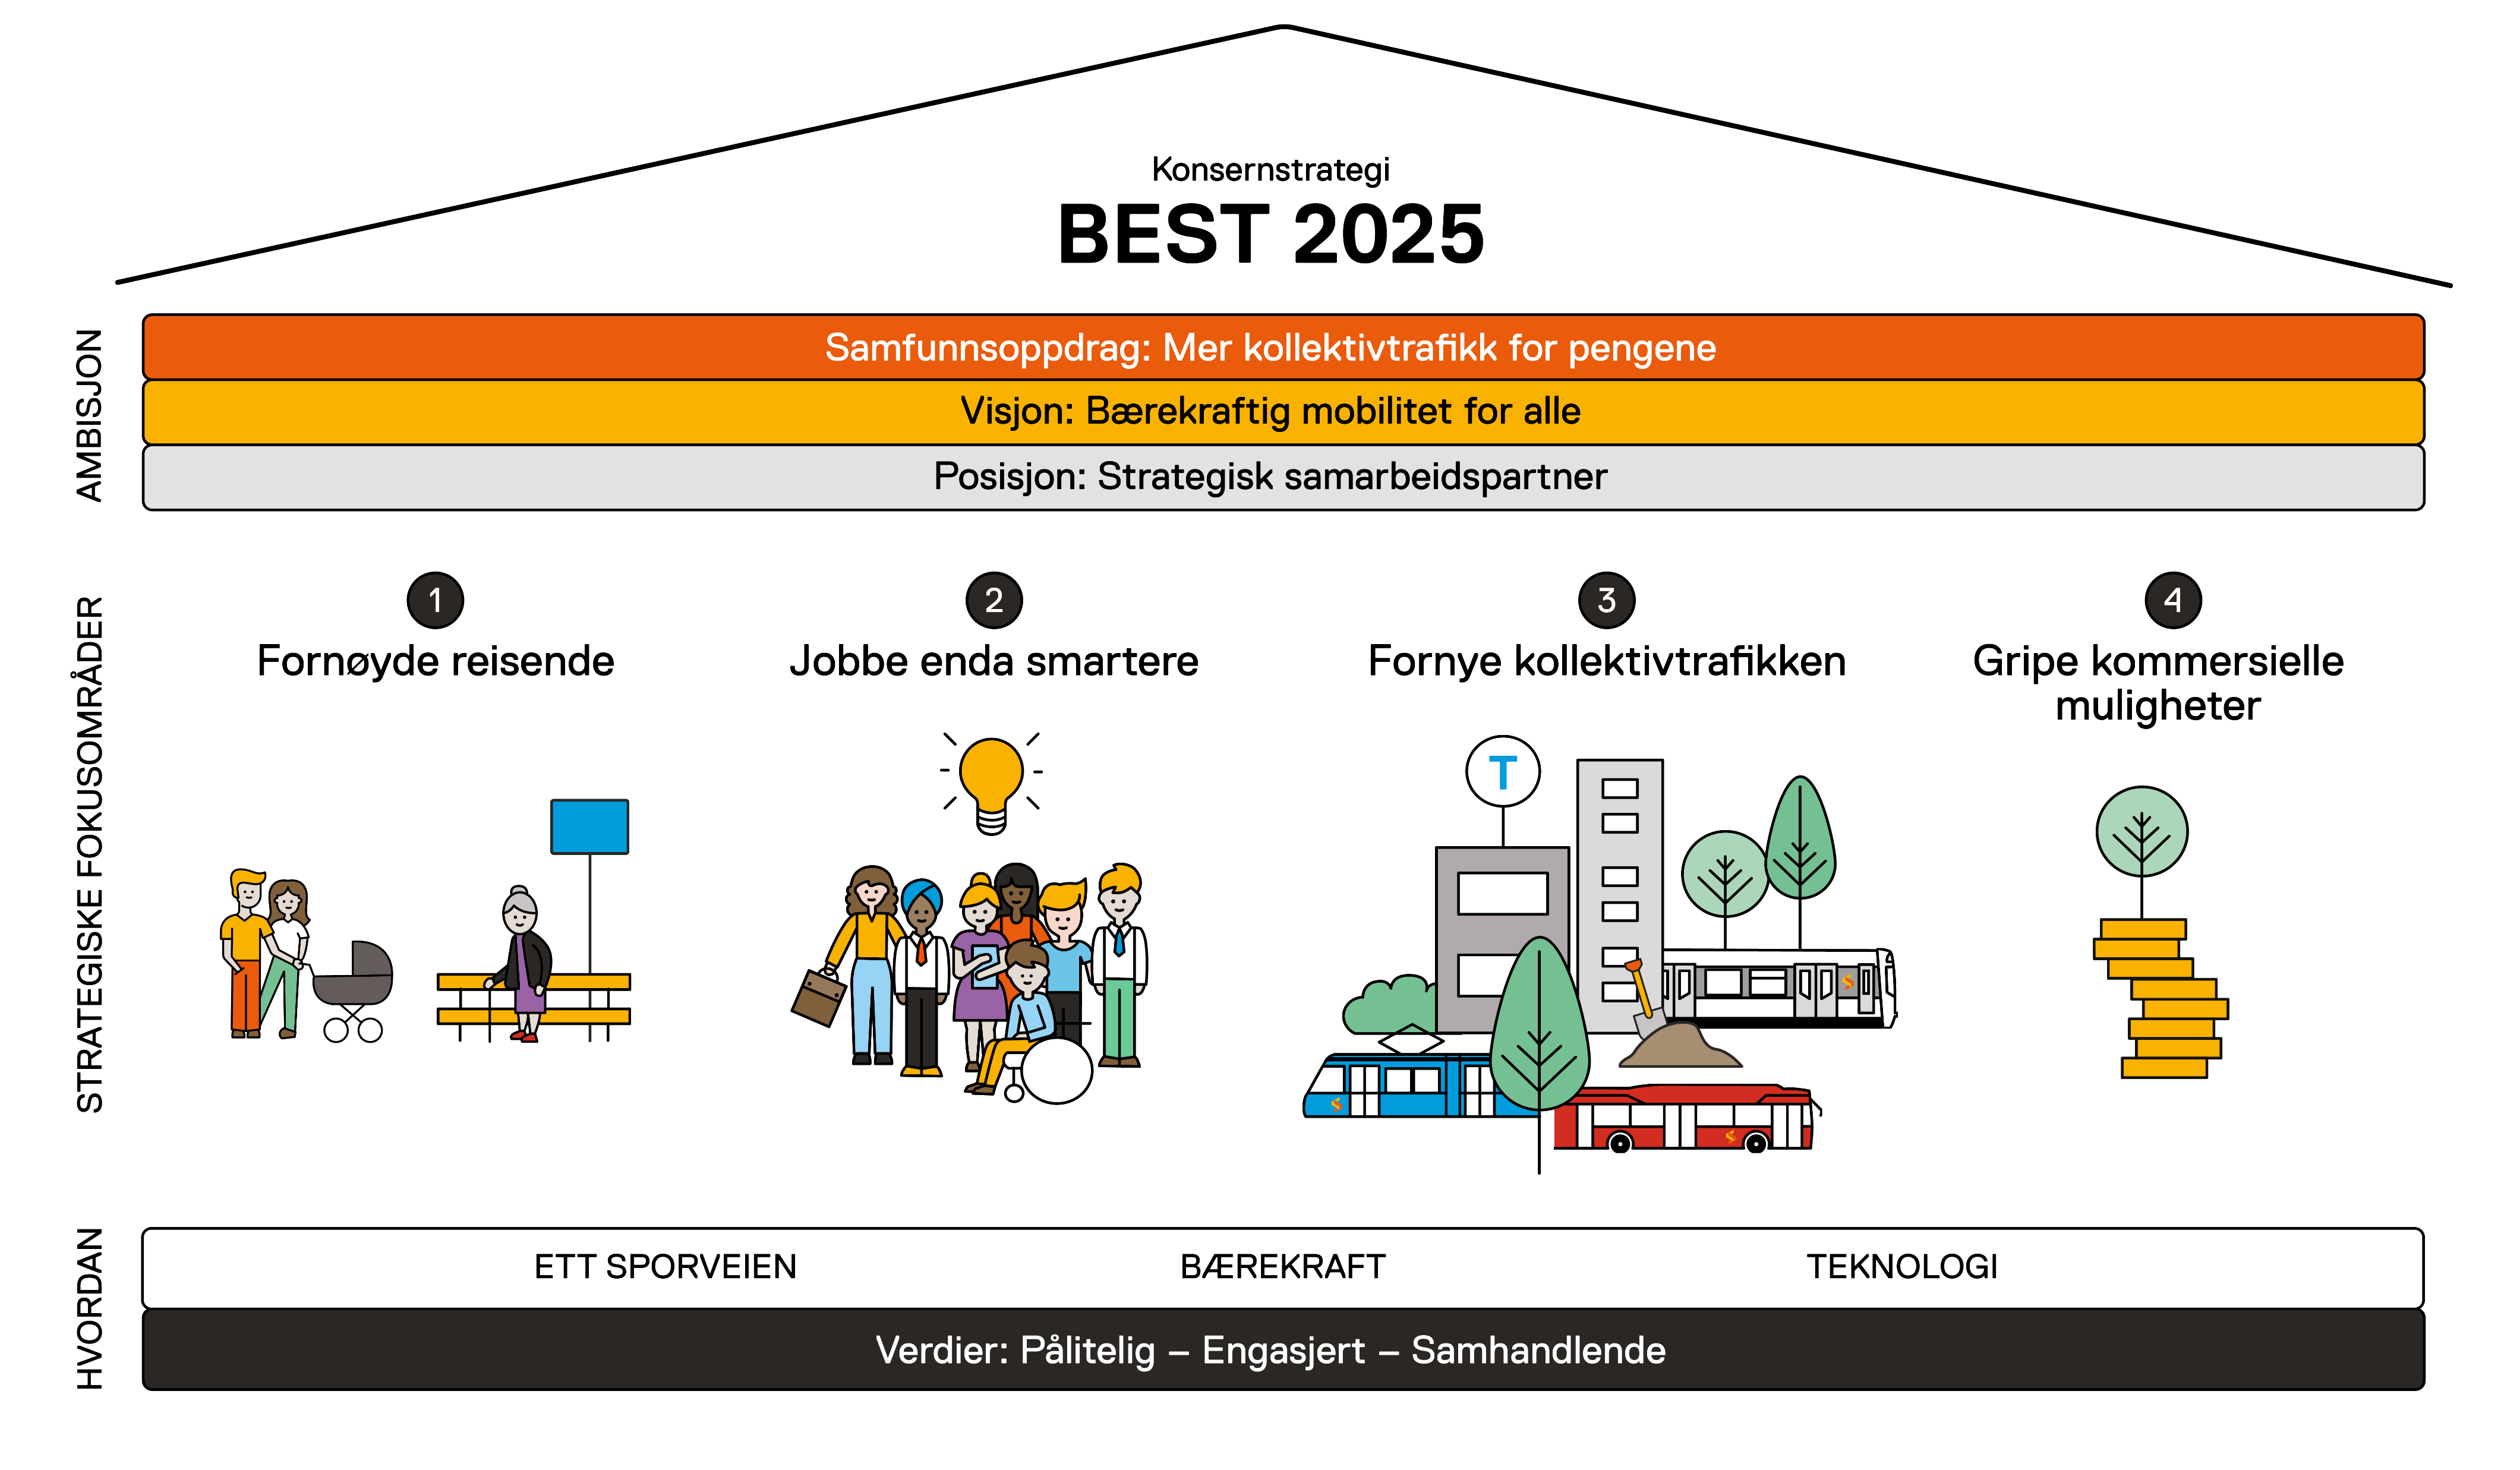 Konsernstrategi
BEST 2025
AMBISJON
Samfunnsoppdrag: Mer kollektivtrafikk for pengene
Visjon: Bærekraftig mobilitet for alle
Posisjon: Strategisk samarbeidspartner
STRATEGISKE FOKUSOMRÅDER
1
Fornøyde reisende
2
Jobbe enda smartere
3
Fornye kollektivtrafikken
T
4
Gripe kommersielle
muligheter
HVORDAN
ETT SPORVEIEN
BÆREKRAFT
TEKNOLOGI
Verdier: Pålitelig – Engasjert – Samhandlende